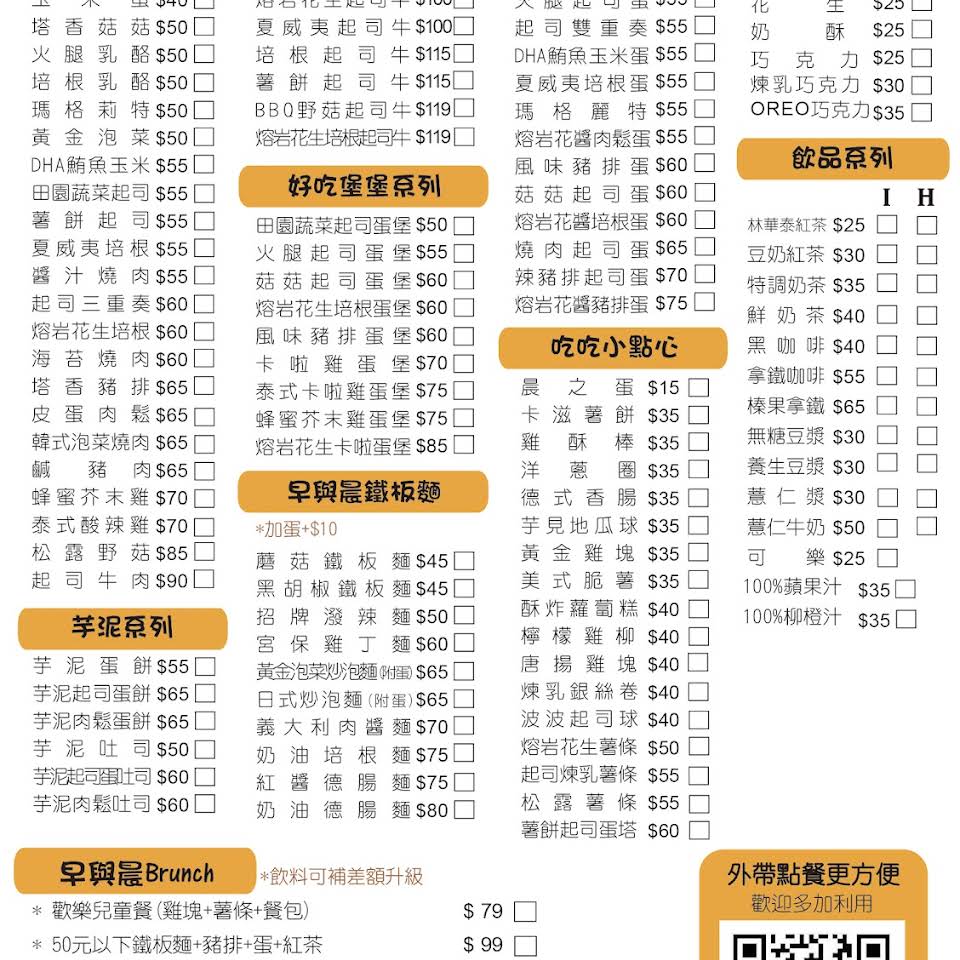 玉米蛋 $40
塔香菇菇 $50
火腿乳酪 $50
培根乳酪 $50
瑪格莉特 $50
黃金泡菜 $50
DHA鮪魚玉米 $55
田園蔬菜起司 $55
薯餅起司 $55
夏威夷培根 $55
醬汁燒肉 $55
起司三重奏 $60
熔岩花生培根 $60
海苔燒肉 $60
塔香豬排 $65
皮蛋肉鬆 $65
韓式泡菜燒肉 $65
鹹豬肉 $65
蜂蜜芥末雞 $70
泰式酸辣雞 $70
松露野菇 $85
起司牛肉 $90
芋泥系列
芋泥蛋餅 $55
芋泥起司蛋餅 $65
芋泥肉鬆蛋餅 $65
芋泥吐司 $50
芋泥起司蛋吐司 $60
芋泥肉鬆吐司 $60
熔岩花生起司牛 $100
夏威夷起司牛 $100
培根起司牛 $115
薯餅起司牛 $115
BBQ野菇起司牛 $119
熔岩花生培根起司牛 $119
好吃堡堡系列
田園蔬菜起司蛋堡 $50
火腿起司蛋堡 $55
菇菇起司蛋堡 $60
熔岩花生培根蛋堡 $60
風味豬排蛋堡 $60
卡啦雞蛋堡 $70
泰式卡啦雞蛋堡 $75
蜂蜜芥末雞蛋堡 $75
熔岩花生卡啦蛋堡 $85
早與晨鐵板麵
*加蛋+$10
蘑菇鐵板麵 $45
黑胡椒鐵板麵 $45
招牌潑辣麵 $50
宮保雞丁麵 $60
黃金泡菜炒泡麵(附蛋) $65
日式炒泡麵(附蛋) $65
義大利肉醬麵 $70
奶油培根麵 $75
紅醬德腸麵 $75
奶油德腸麵 $80
火腿起司蛋 $55
起司雙重奏 $55
DHA鮪魚玉米蛋 $55
夏威夷培根蛋 $55
瑪格麗特 $55
熔岩花醬肉鬆蛋 $55
風味豬排蛋 $60
菇菇起司蛋 $60
熔岩花醬培根蛋 $60
燒肉起司蛋 $65
辣豬排起司蛋 $70
熔岩花醬豬排蛋 $75
吃吃小點心
晨之蛋 $15
卡滋薯餅 $35
雞酥棒 $35
洋蔥圈 $35
德式香腸 $35
芋見地瓜球 $35
黃金雞塊 $35
美式脆薯 $35
酥炸蘿蔔糕 $40
檸檬雞柳 $40
唐揚雞塊 $40
煉乳銀絲卷 $40
波波起司球 $40
熔岩花生薯條 $50
起司煉乳薯條 $55
松露薯條 $55
薯餅起司蛋塔 $60
花生 $25
奶酥 $25
巧克力 $25
煉乳巧克力 $30
OREO巧克力 $35
飲品系列
I H
林華泰紅茶 $25
豆奶紅茶 $30
特調奶茶 $35
鮮奶茶 $40
黑咖啡 $40
拿鐵咖啡 $55
榛果拿鐵 $65
無糖豆漿 $30
養生豆漿 $30
薏仁漿 $30
薏仁牛奶 $50
可樂 $25
100%蘋果汁 $35
100%柳橙汁 $35
早與晨Brunch *飲料可補差額升級
* 歡樂兒童餐(雞塊+薯條+餐包) $ 79
* 50元以下鐵板麵+豬排+蛋+紅茶 $ 99
外帶點餐更方便
歡迎多加利用